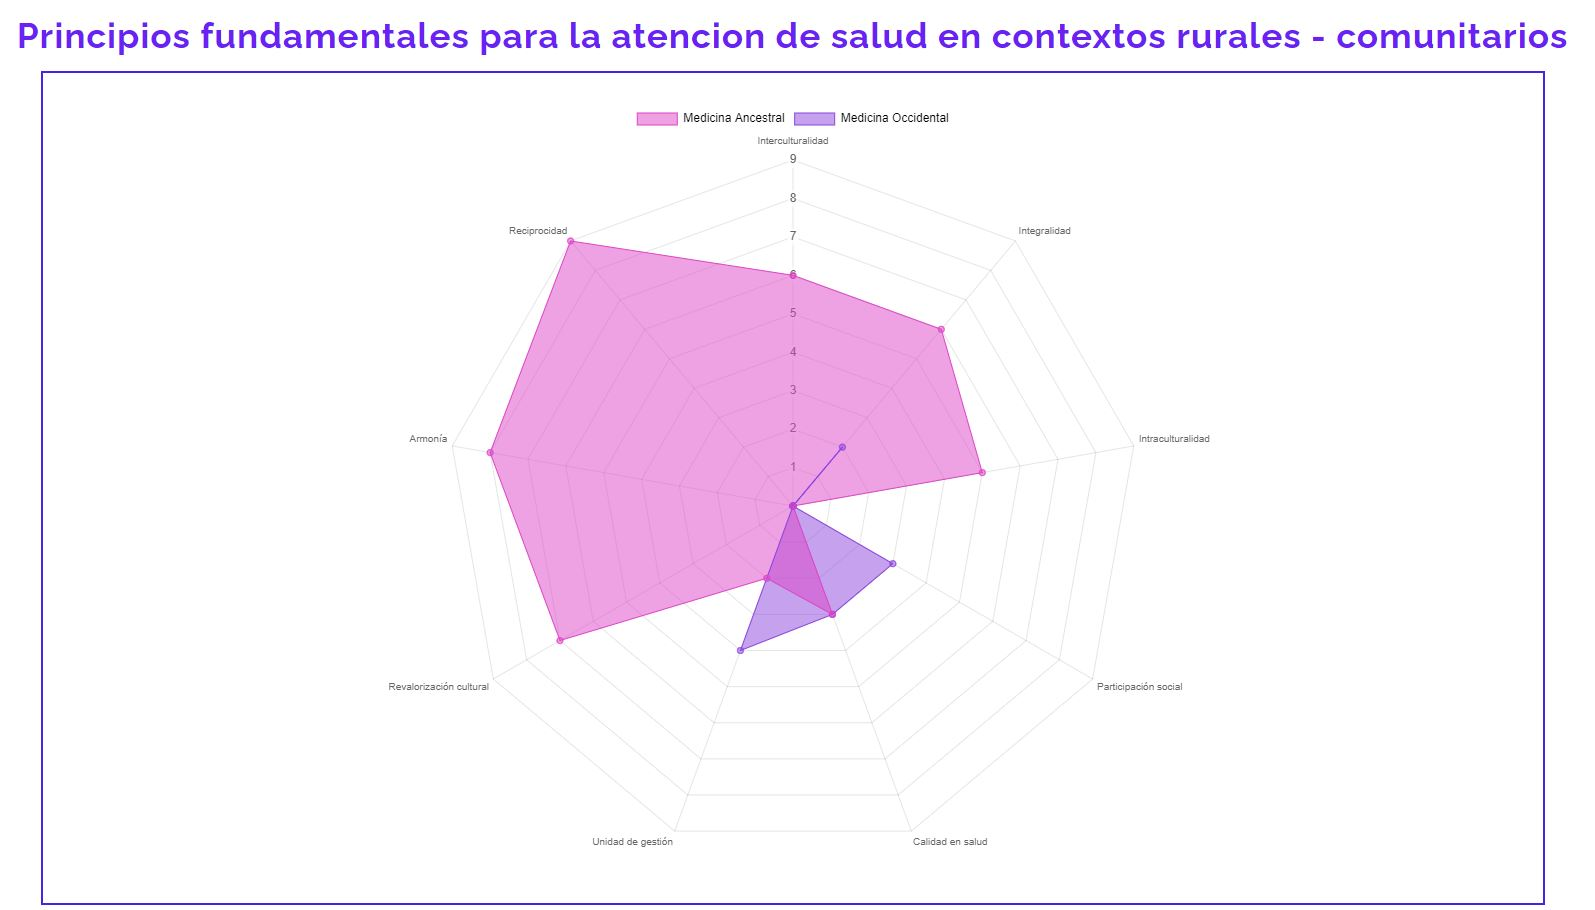 Principios fundamentales para la atencion de salud en contextos rurales - comunitarios
Medicina Ancestral Medicina Occidental
Interculturalidad
9
8
7
Reciprocidad
Integralidad
6
5
4
3
2
1
Armonía
Intraculturalidad
Revalorización cultural
Participación social
Unidad de gestión
Calidad en salud